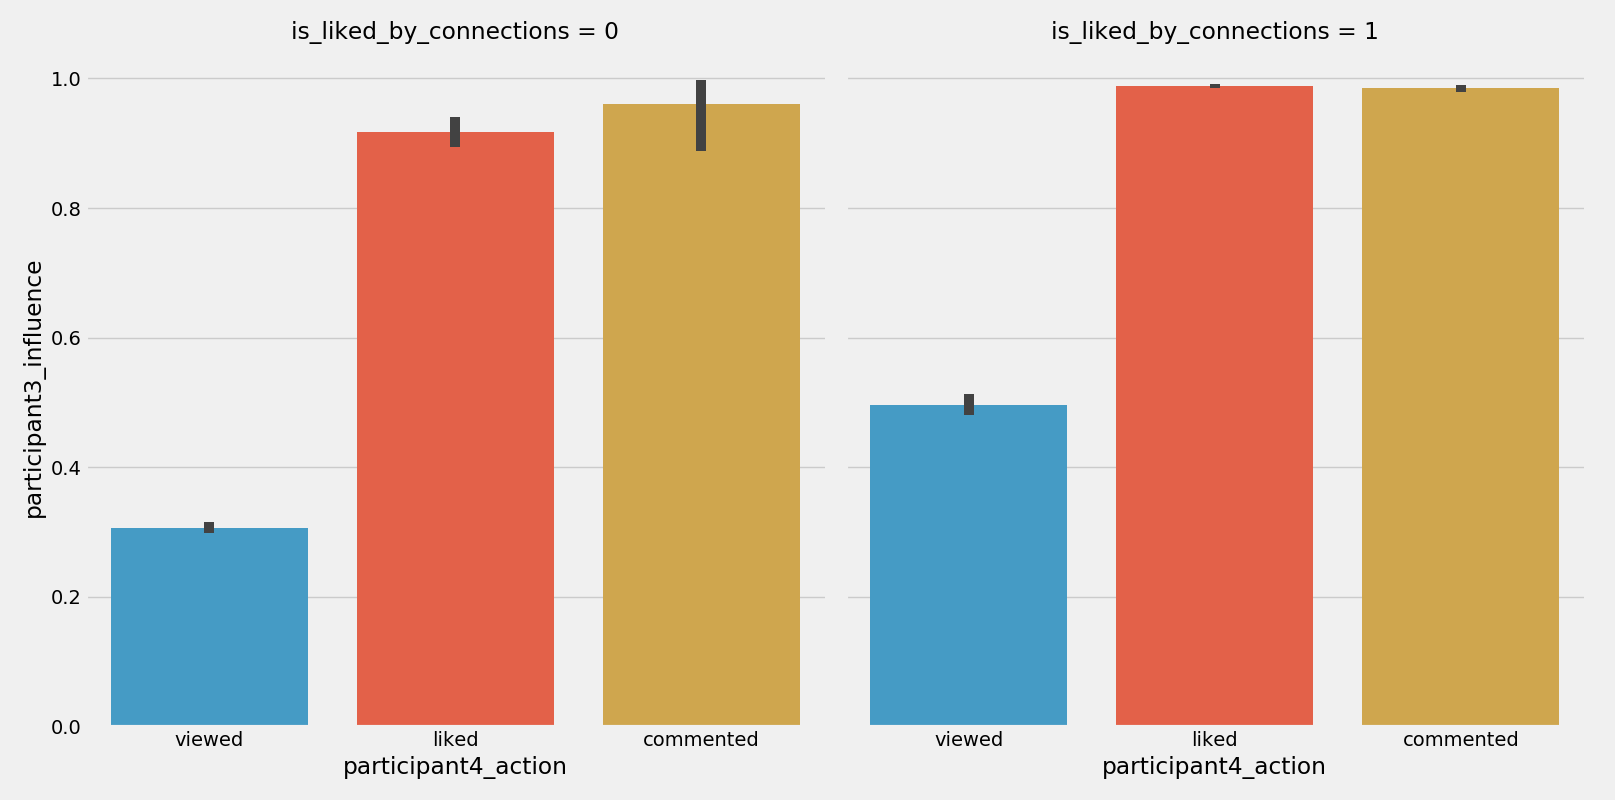 is_liked_by_connections = 0
is_liked_by_connections = 1
participant3_influence
1.0
0.8
0.6
0.4
0.2
0.0
viewed
liked
commented
viewed
liked
commented
participant4_action
participant4_action